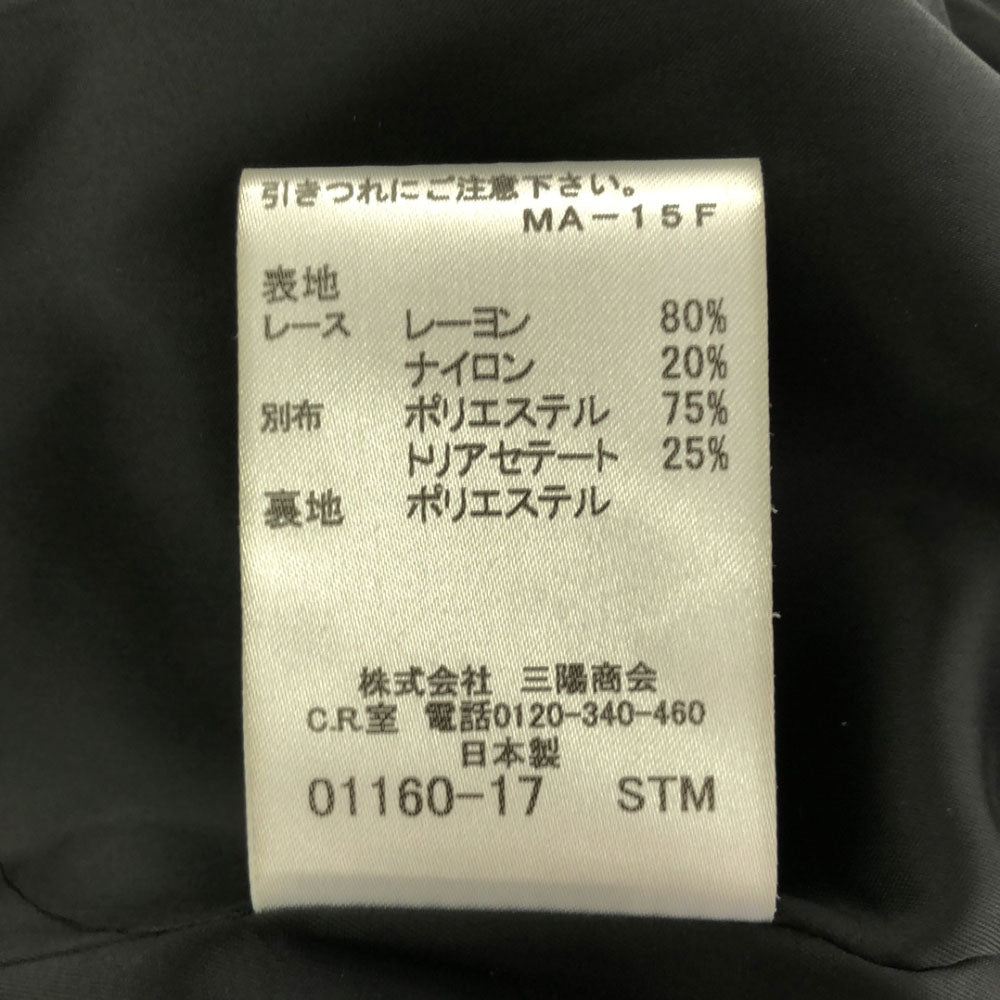 引きつれにご注意下さい。
MA-15F
表地
レース レーヨン 80%
ナイロン 20%
別布 ポリエステル 75%
トリアセテート 25%
裏地 ポリエステル
株式会社 三陽商会
C.R.室 電話0120-340-460
日本製
01160-17 STM